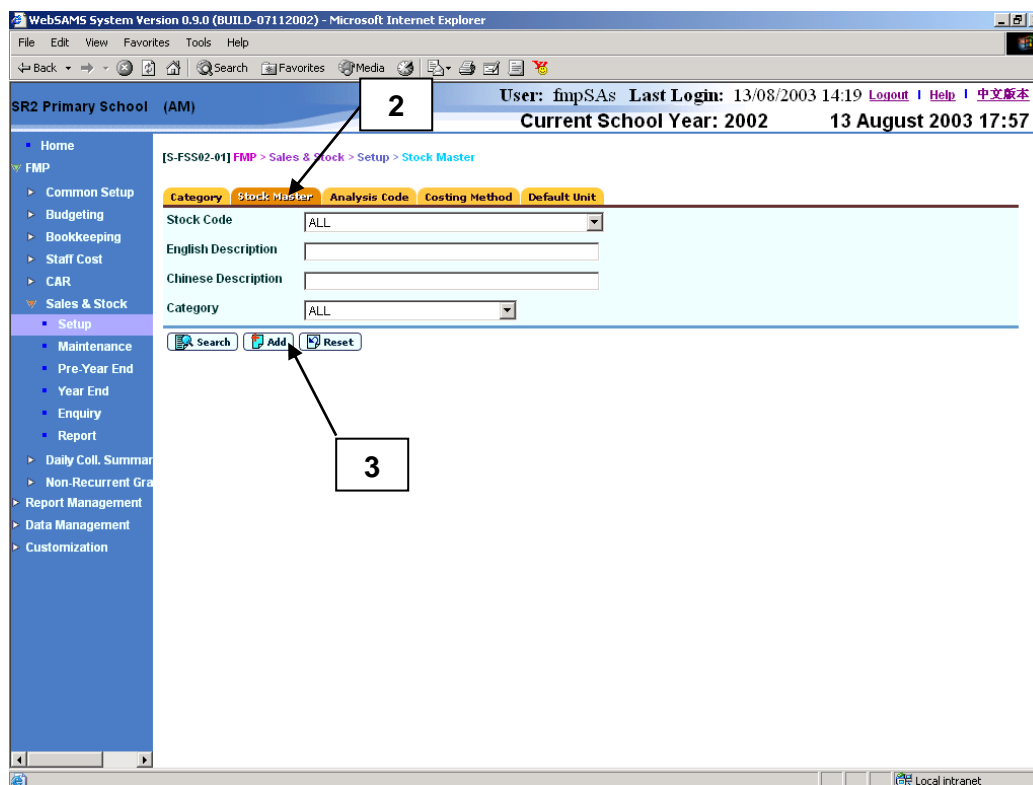 WebSAMS System Version 0.9.0 (BUILD-07112002) - Microsoft Internet Explorer
File Edit View Favorites Tools Help
Back Search Favorites Media
SR2 Primary School (AM)
User: fmpSAs Last Login: 13/08/2003 14:19 Logout | Help | 中文版本
Current School Year: 2002 13 August 2003 17:57
2
[S-FSS02-01] FMP > Sales & Stock > Setup > Stock Master
Category Stock Master Analysis Code Costing Method Default Unit
Stock Code ALL
English Description
Chinese Description
Category ALL
Search Add Reset
3
Home
FMP
Common Setup
Budgeting
Bookkeeping
Staff Cost
CAR
Sales & Stock
Setup
Maintenance
Pre-Year End
Year End
Enquiry
Report
Daily Coll. Summar
Non-Recurrent Gra
Report Management
Data Management
Customization
Local intranet